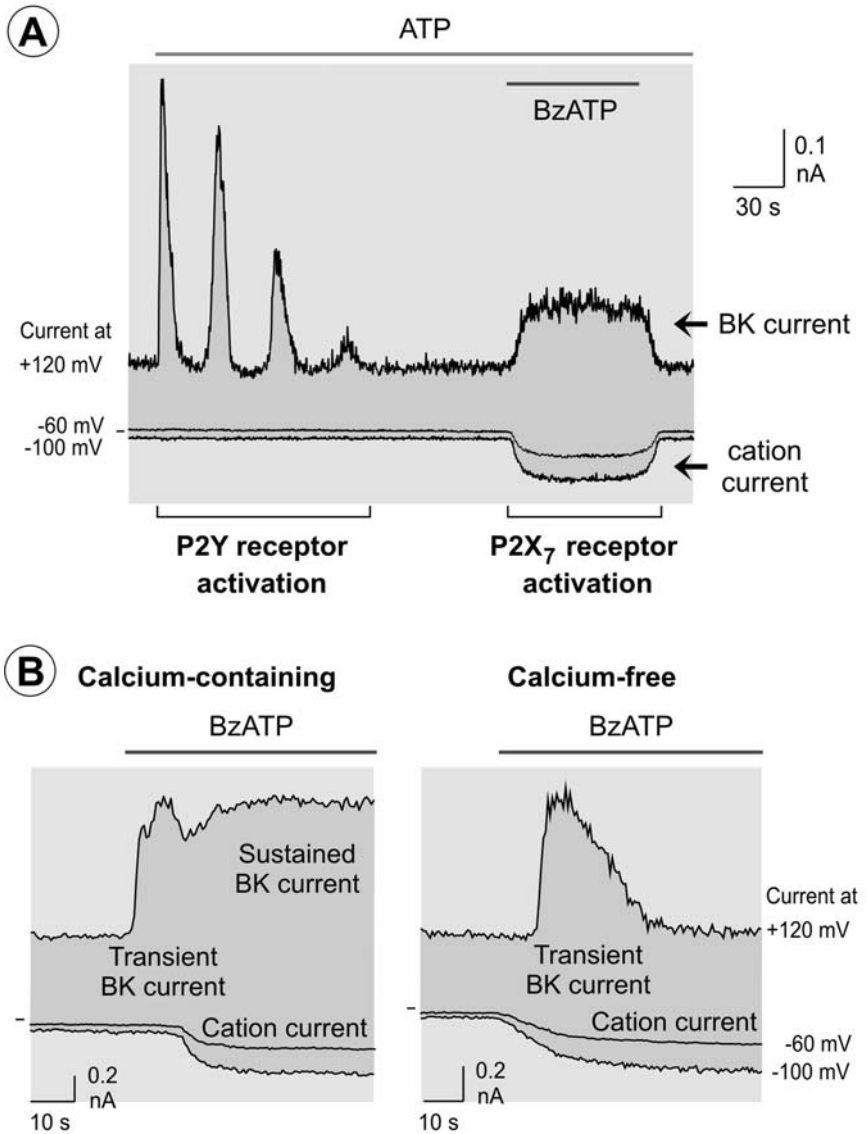 A
ATP
BzATP
0.1
nA
30 s
BK current
Current at
+120 mV
-60 mV
-100 mV
cation
current
P2Y receptor
activation
P2X7 receptor
activation
B
Calcium-containing
Calcium-free
BzATP
BzATP
Sustained
BK current
Transient
BK current
Cation current
0.2
nA
10 s
Current at
+120 mV
Transient
BK current
Cation current
-60 mV
-100 mV
0.2
nA
10 s